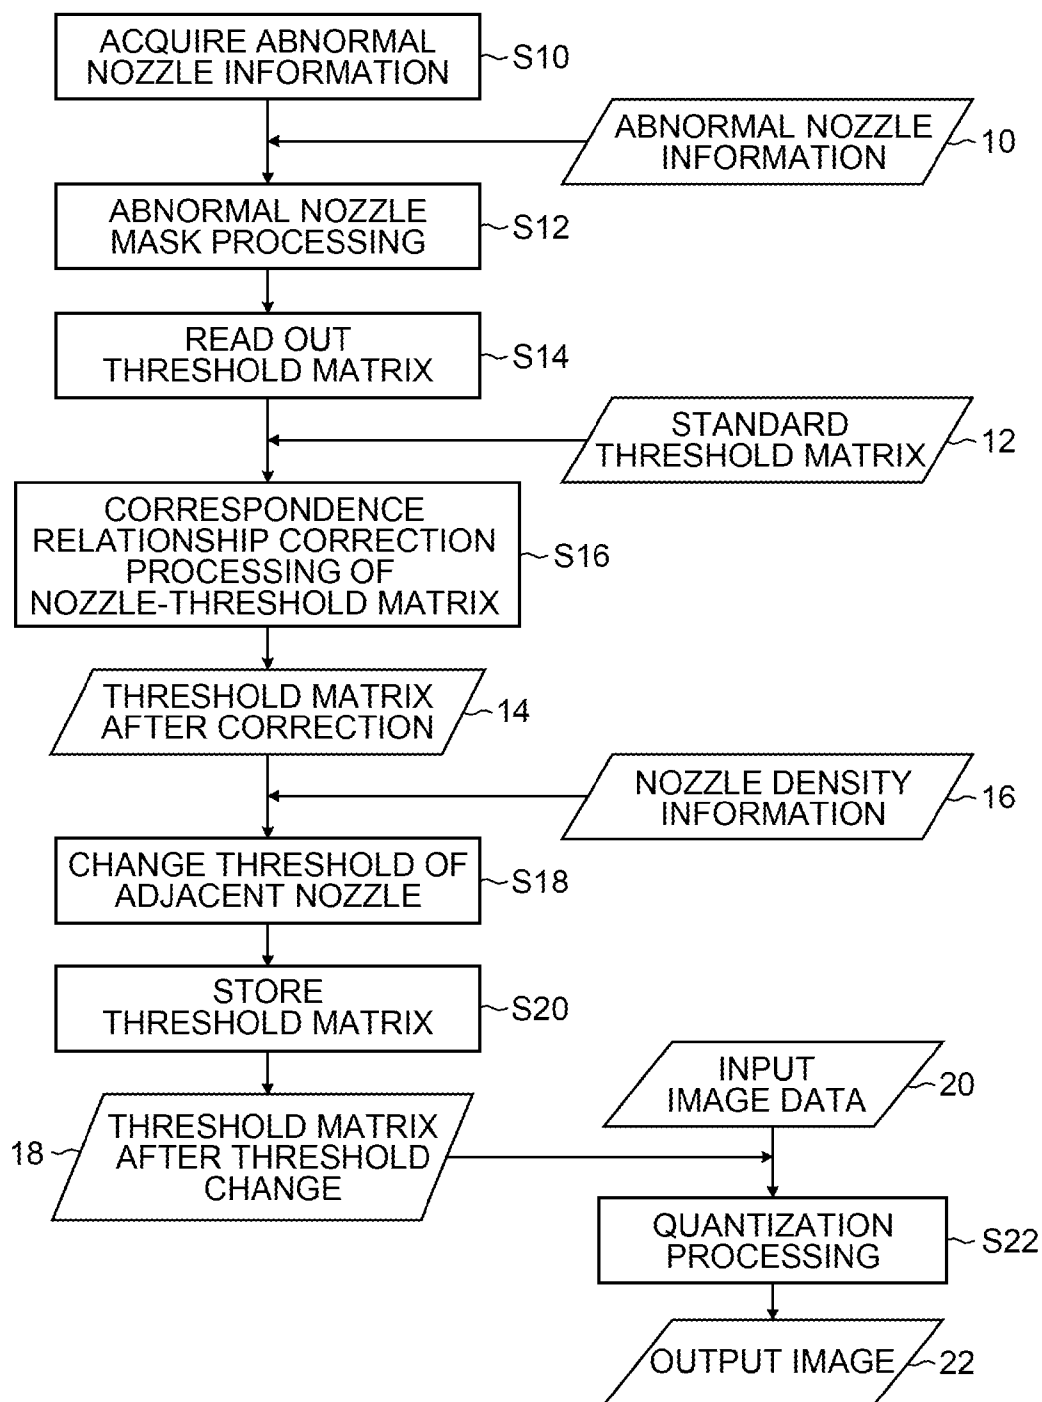 ACQUIRE ABNORMAL
NOZZLE INFORMATION
S10
ABNORMAL NOZZLE
INFORMATION
10
ABNORMAL NOZZLE
MASK PROCESSING
S12
READ OUT
THRESHOLD MATRIX
S14
STANDARD
THRESHOLD MATRIX
12
CORRESPONDENCE
RELATIONSHIP CORRECTION
PROCESSING OF
NOZZLE-THRESHOLD MATRIX
S16
THRESHOLD MATRIX
AFTER CORRECTION
14
NOZZLE DENSITY
INFORMATION
16
CHANGE THRESHOLD OF
ADJACENT NOZZLE
S18
STORE
THRESHOLD MATRIX
S20
INPUT
IMAGE DATA
20
18
THRESHOLD MATRIX
AFTER THRESHOLD
CHANGE
QUANTIZATION
PROCESSING
S22
OUTPUT IMAGE
22